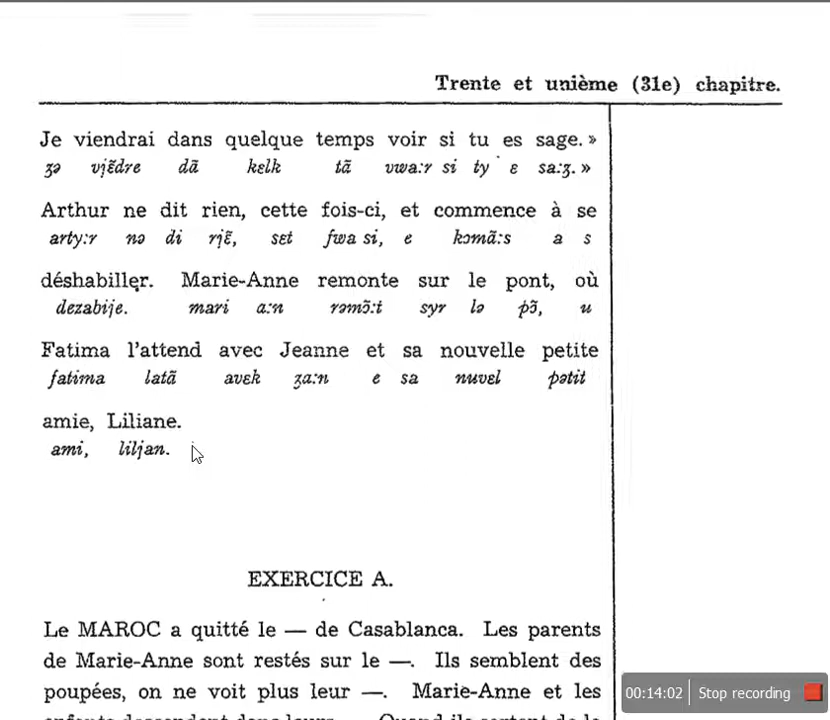 Trente et unième (31e) chapitre.
Je viendrai dans quelque temps voir si tu es sage. »
ʒə vjɛ̃dre dɑ̃ kɛlk tɑ̃ vwa:r si ty ɛ sa:ʒ. »
Arthur ne dit rien, cette fois-ci, et commence à se
arty:r nə di rjɛ̃, sɛt fwa si, e kɔmɑ̃:s a s
déshabiller. Marie-Anne remonte sur le pont, où
dezabije. mari a:n rəmɔ̃:t syr lə pɔ̃, u
Fatima l'attend avec Jeanne et sa nouvelle petite
fatima latɑ̃ avɛk ʒa:n e sa nuvɛl pətit
amie, Liliane.
ami, liljan.
EXERCICE A.
Le MAROC a quitté le — de Casablanca. Les parents
de Marie-Anne sont restés sur le —. Ils semblent des
poupées, on ne voit plus leur —. Marie-Anne et les
00:14:02 Stop recording